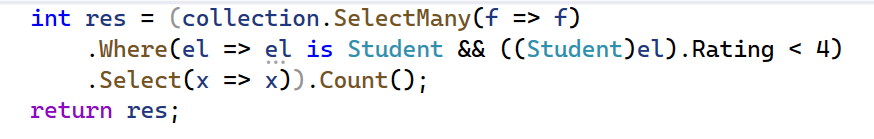 int res = (collection.SelectMany(f => f)
.Where(el => el is Student && ((Student)el).Rating < 4)
.Select(x => x)).Count();
return res;